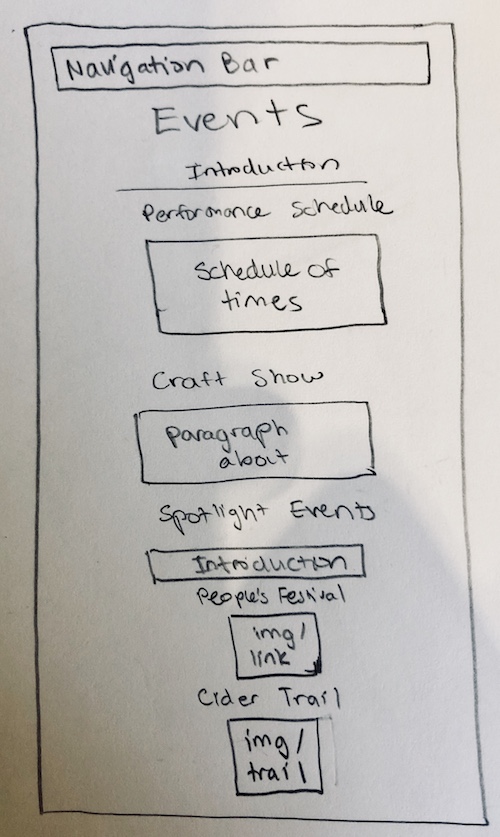 Navigation Bar
Events
Introduction
Performance Schedule
Schedule of
times
Craft Show
Paragraph
about
Spotlight Events
Introduction
People's Festival
img/
link
Cider Trail
img/
trail